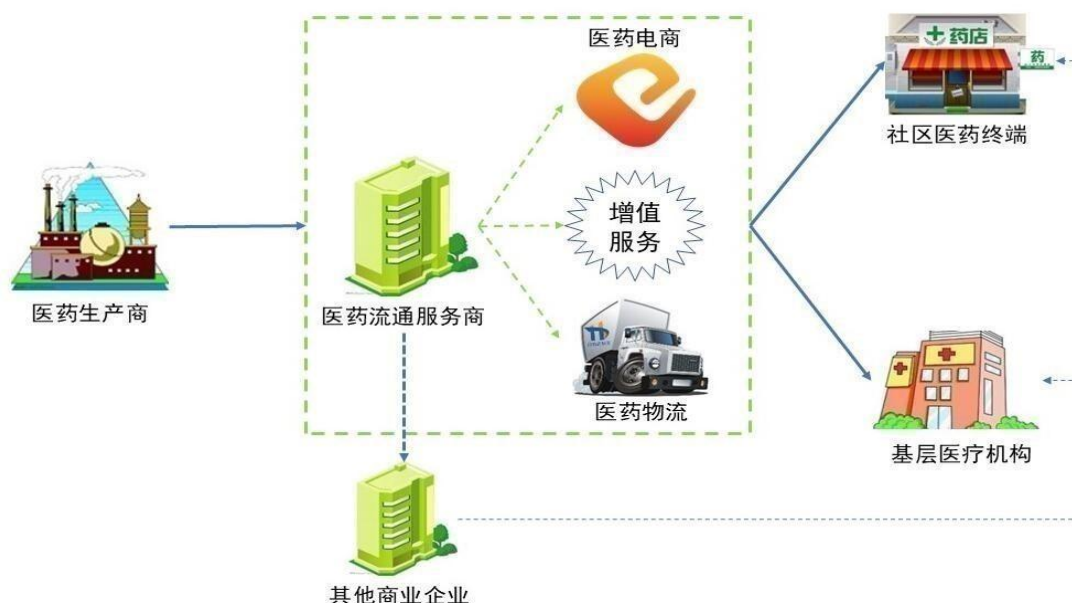 医药电商
药店
药
社区医药终端
增值
服务
医药生产商
医药流通服务商
医药物流
基层医疗机构
其他商业企业